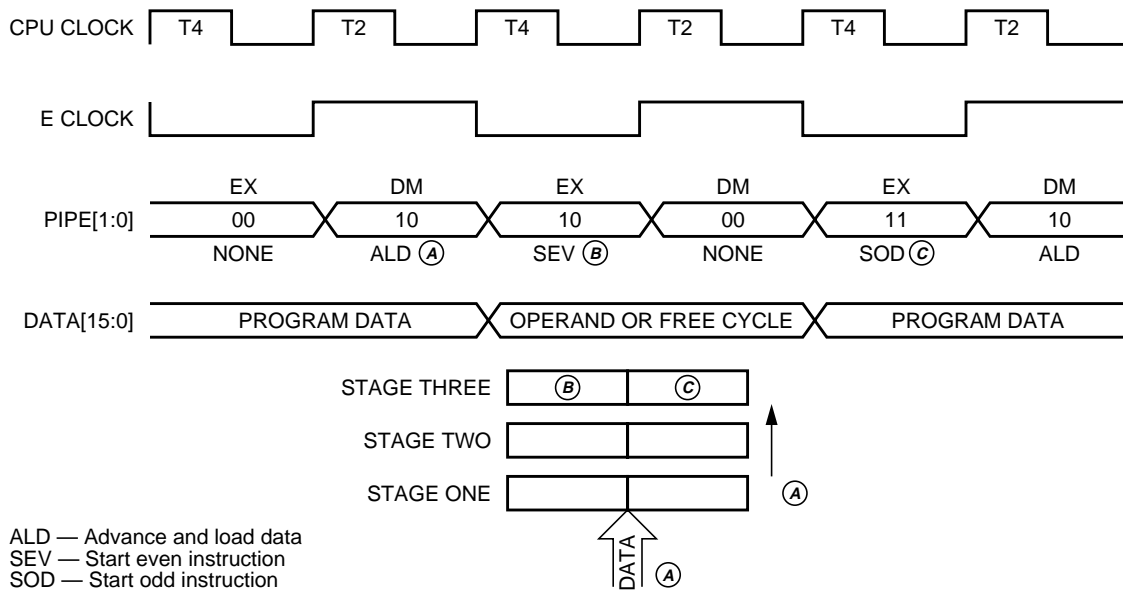 CPU CLOCK T4 T2 T4 T2 T4 T2
E CLOCK
EX DM EX DM EX DM
PIPE[1:0] 00 10 10 00 11 10
NONE ALD A SEV B NONE SOD C ALD
DATA[15:0] PROGRAM DATA OPERAND OR FREE CYCLE PROGRAM DATA
STAGE THREE B C
STAGE TWO
STAGE ONE A
ALD — Advance and load data
SEV — Start even instruction
SOD — Start odd instruction
DATA A